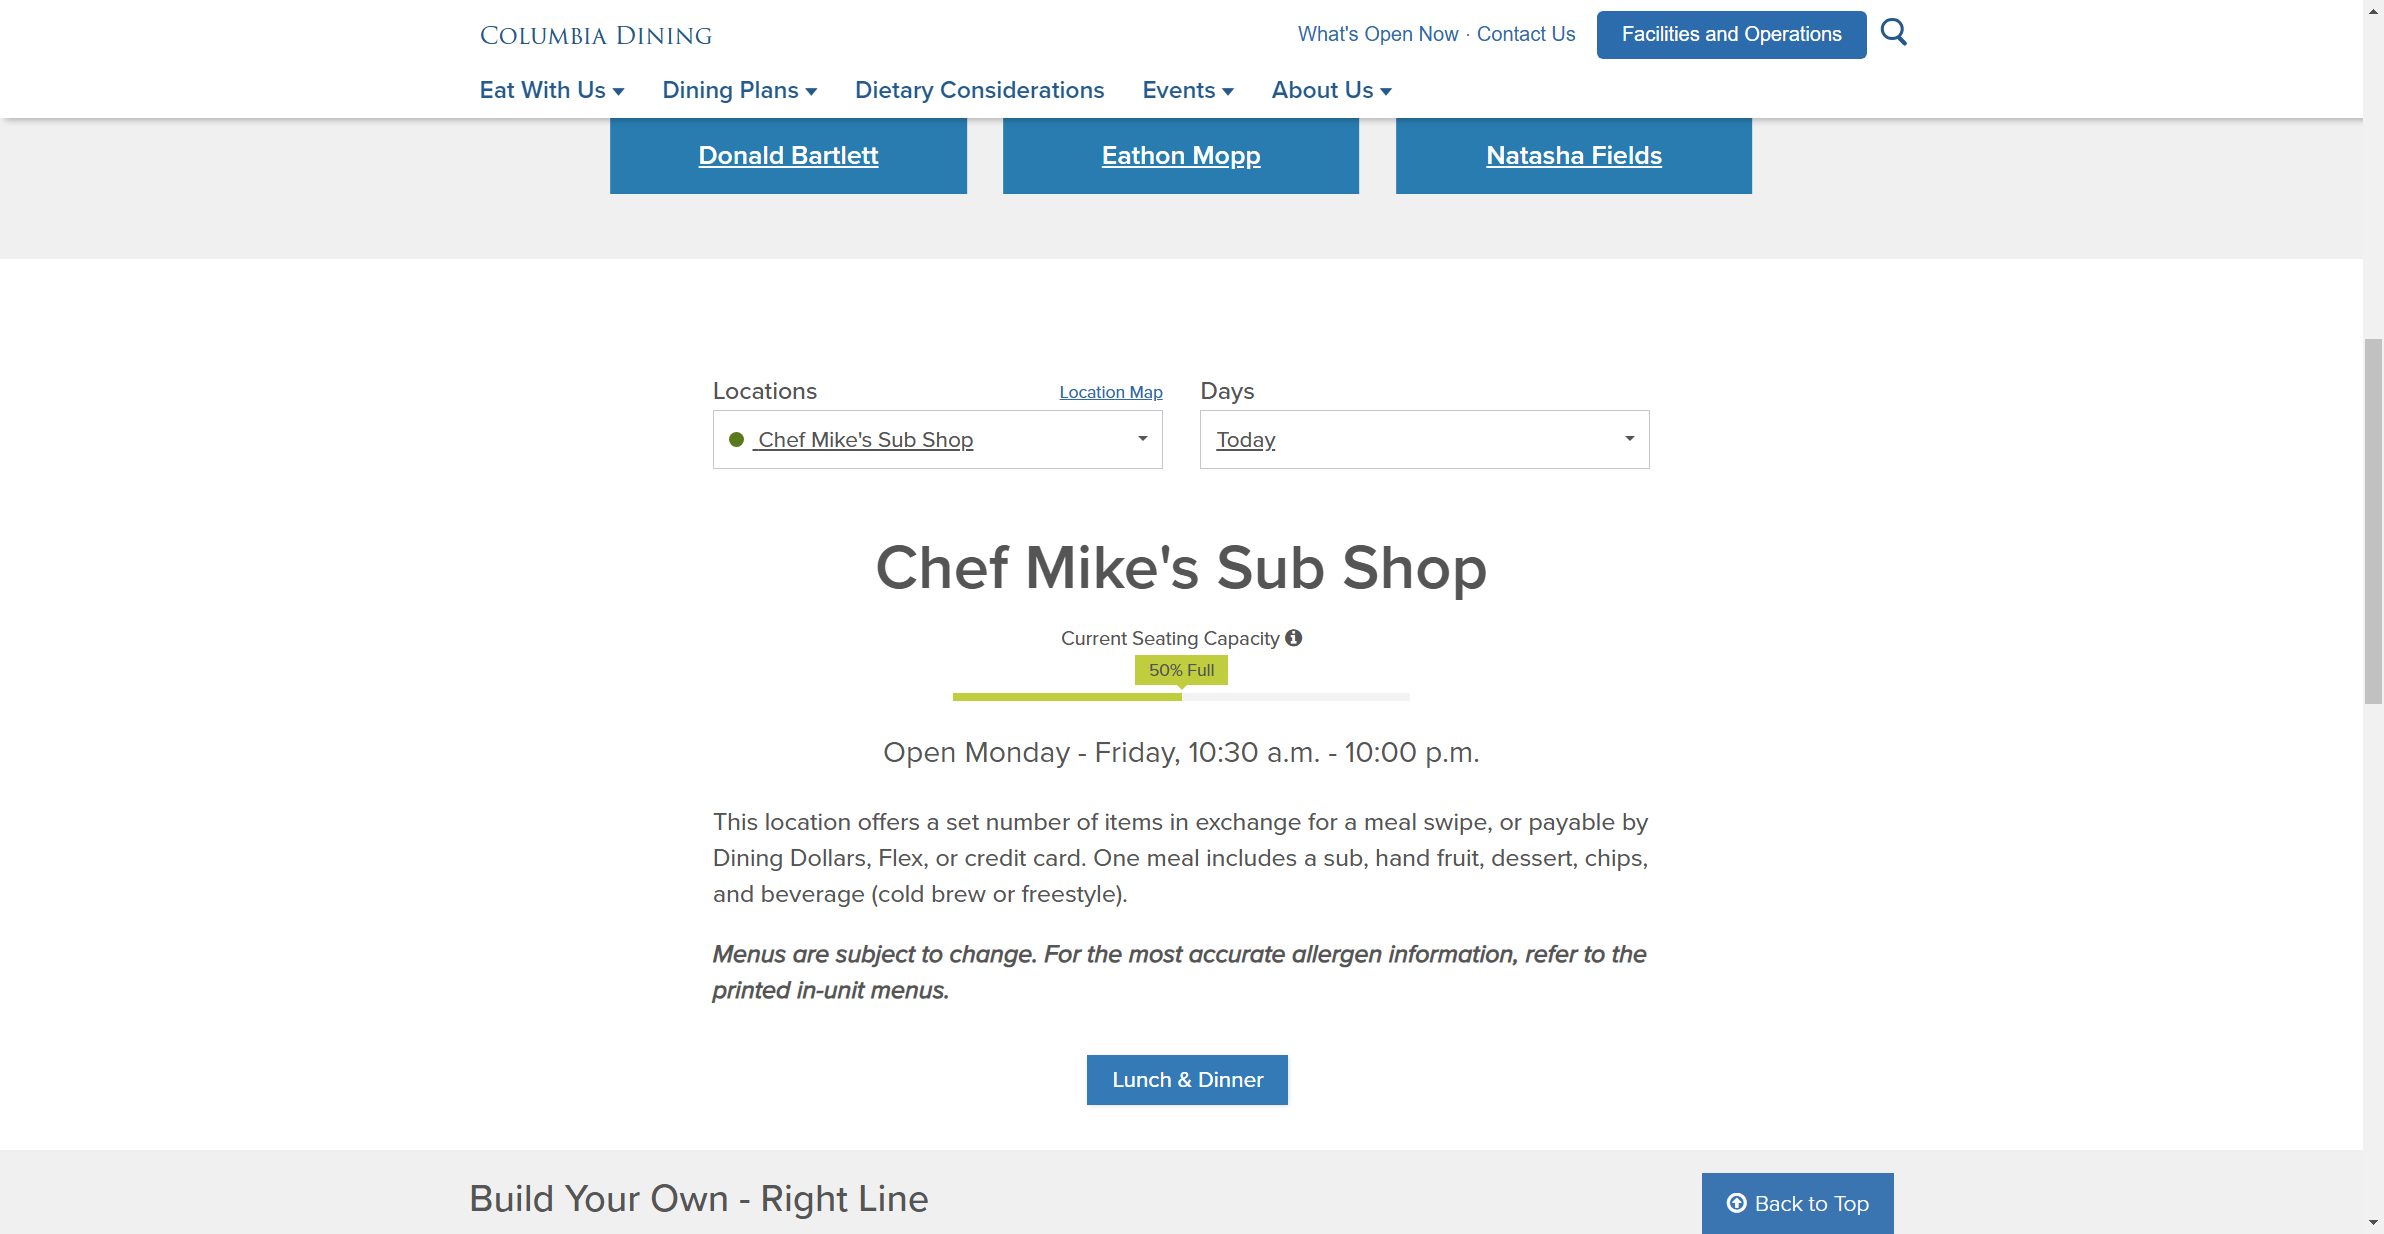 COLUMBIA DINING
What's Open Now · Contact Us
Facilities and Operations
Eat With Us
Dining Plans
Dietary Considerations
Events
About Us
Donald Bartlett
Eathon Mopp
Natasha Fields
Locations
Location Map
Days
Chef Mike's Sub Shop
Today
Chef Mike's Sub Shop
Current Seating Capacity
50% Full
Open Monday - Friday, 10:30 a.m. - 10:00 p.m.
This location offers a set number of items in exchange for a meal swipe, or payable by
Dining Dollars, Flex, or credit card. One meal includes a sub, hand fruit, dessert, chips,
and beverage (cold brew or freestyle).
Menus are subject to change. For the most accurate allergen information, refer to the
printed in-unit menus.
Lunch & Dinner
Build Your Own - Right Line
Back to Top